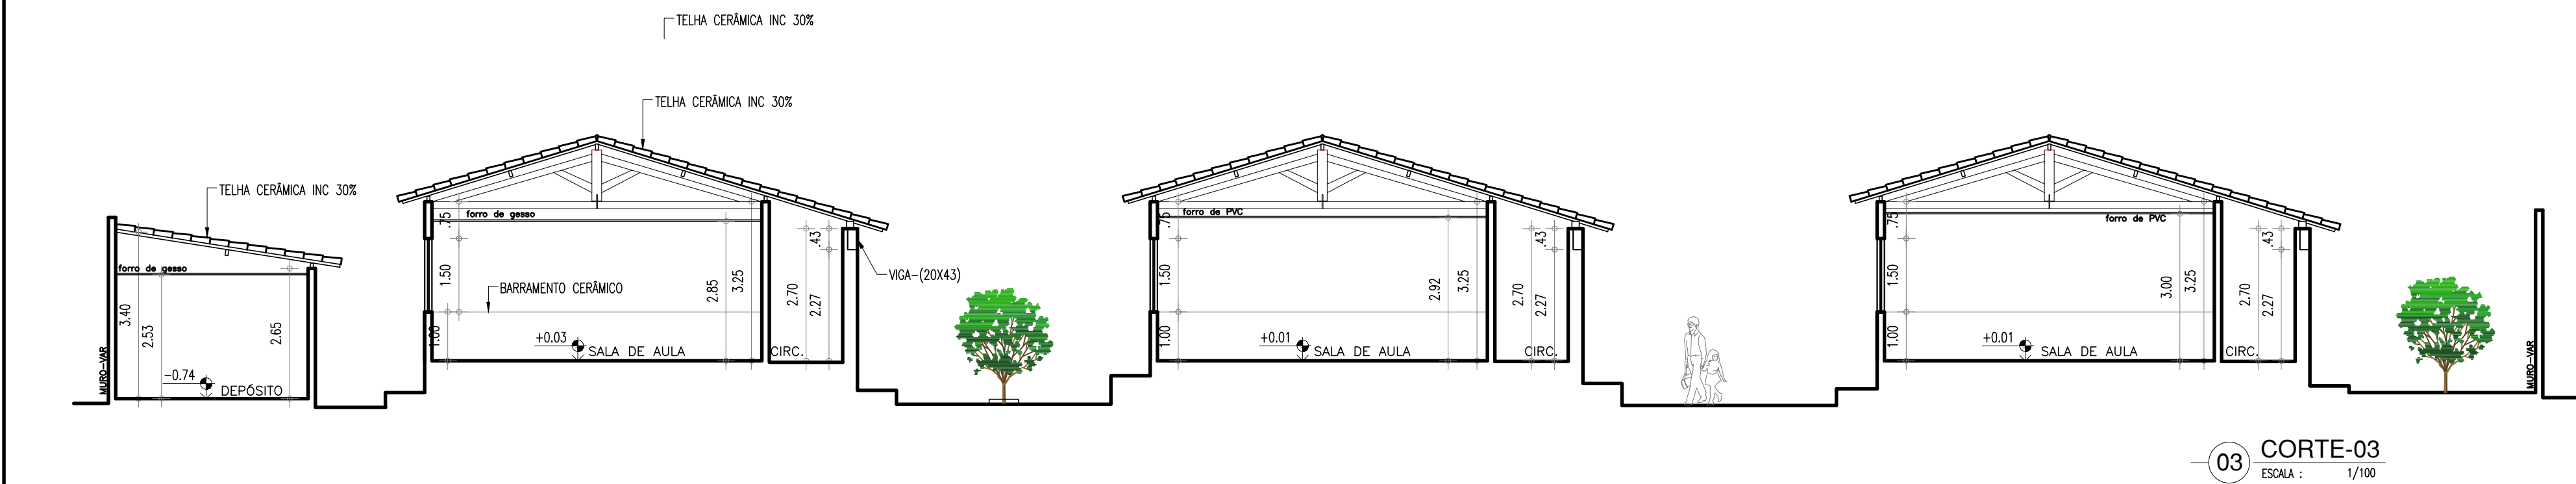 TELHA CERÂMICA INC 30%
TELHA CERÂMICA INC 30%
TELHA CERÂMICA INC 30%
MURO-VAR
forro de gesso
3.40
2.53
2.65
-0.74
DEPÓSITO
forro de gesso
.75
1.50
1.00
BARRAMENTO CERÂMICO
+0.03
SALA DE AULA
2.85
3.25
CIRC.
2.70
2.27
.43
VIGA-(20X43)
forro de PVC
.75
1.50
1.00
+0.01
SALA DE AULA
2.92
3.25
CIRC.
2.70
2.27
.43
forro de PVC
.75
1.50
1.00
+0.01
SALA DE AULA
3.00
3.25
CIRC.
2.70
2.27
.43
MURO-VAR
03
CORTE-03
ESCALA : 1/100